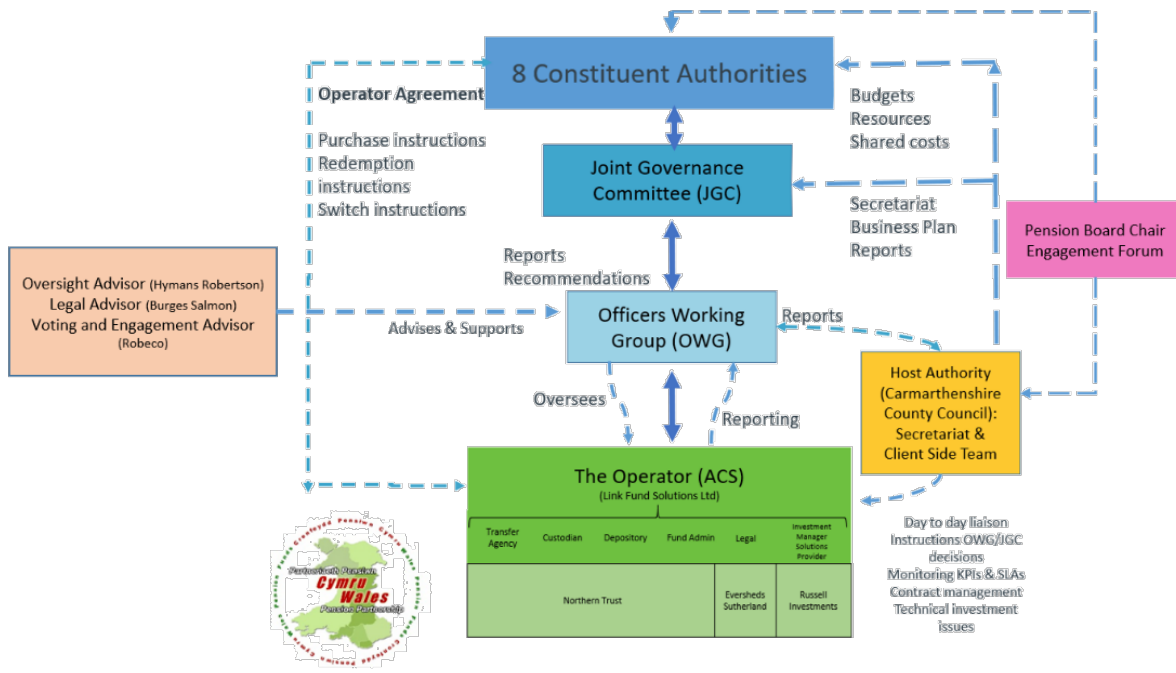 8 Constituent Authorities
Operator Agreement
Purchase instructions
Redemption
instructions
Switch instructions
Budgets
Resources
Shared costs
Joint Governance
Committee (JGC)
Secretariat
Business Plan
Reports
Pension Board Chair
Engagement Forum
Reports
Recommendations
Oversight Advisor (Hymans Robertson)
Legal Advisor (Burges Salmon)
Voting and Engagement Advisor
(Robeco)
Advises & Supports
Officers Working
Group (OWG)
Reports
Host Authority
(Carmarthenshire
County Council):
Secretariat &
Client Side Team
Oversees
Reporting
The Operator (ACS)
(Link Fund Solutions Ltd)
Transfer
Agency
Custodian
Depository
Fund Admin
Legal
Investment
Manager
Solutions
Provider
Northern Trust
Eversheds
Sutherland
Russell
Investments
Day to day liaison
Instructions OWG/JGC
decisions
Monitoring KPIs & SLAs
Contract management
Technical investment
issues
Partneriaeth Pensiwn
Cymru
Wales
Pension Partnership